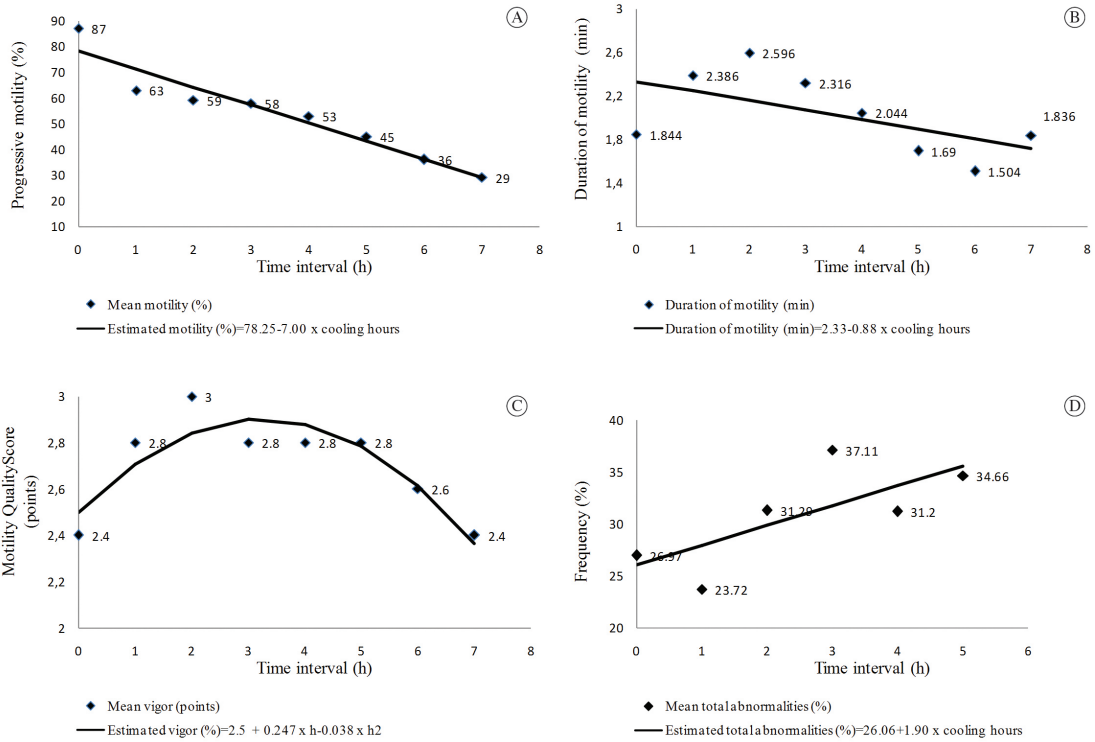 A
Progressive motility (%)
90
80
70
60
50
40
30
20
10
87
63
59
58
53
45
36
29
0 1 2 3 4 5 6 7 8
Time interval (h)
Mean motility (%)
Estimated motility (%)=78.25-7.00 x cooling hours
B
Duration of motility (min)
3
2,6
2,2
1,8
1,4
1
1.844
2.386
2.596
2.316
2.044
1.69
1.504
1.836
0 1 2 3 4 5 6 7 8
Time interval (h)
Duration of motility (min)
Duration of motility (min)=2.33-0.88 x cooling hours
C
Motility QualityScore
(points)
3
2,8
2,6
2,4
2,2
2
2.4
2.8
3
2.8
2.8
2.8
2.6
2.4
0 1 2 3 4 5 6 7 8
Time interval (h)
Mean vigor (points)
Estimated vigor (%)=2.5 + 0.247 x h-0.038 x h2
D
Frequency (%)
40
35
30
25
20
26.97
23.72
31.29
37.11
31.2
34.66
0 1 2 3 4 5 6
Time interval (h)
Mean total abnormalities (%)
Estimated total abnormalities (%)=26.06+1.90 x cooling hours